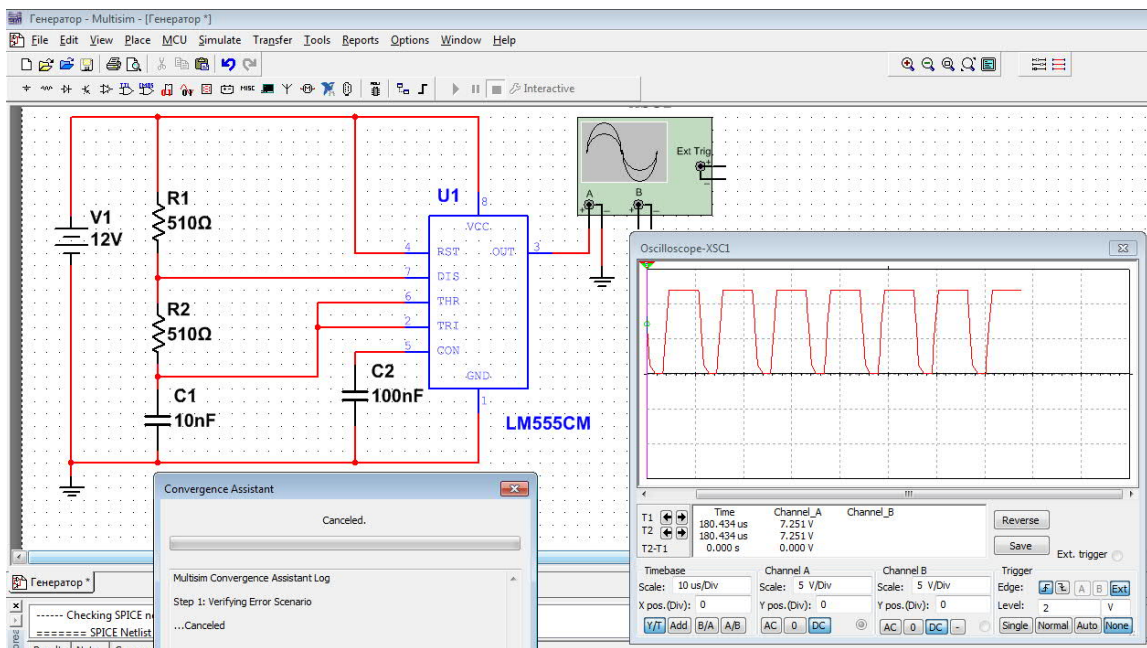 Генератор - Multisim - [Генератор *]
File Edit View Place MCU Simulate Transfer Tools Reports Options Window Help
Interactive
V1
12V
R1
510Ω
R2
510Ω
C1
10nF
C2
100nF
U1
8
VCC
4 RST OUT 3
7 DIS
6 THR
2 TRI
5 CON
GND
1
LM555CM
Ext Trig
A B
Oscilloscope-XSC1
T1
T2
T2-T1
Time Channel_A Channel_B
180.434 us 7.251 V
180.434 us 7.251 V
0.000 s 0.000 V
Reverse
Save
Ext. trigger
Timebase
Scale: 10 us/Div
X pos.(Div): 0
Y/T Add B/A A/B
Channel A
Scale: 5 V/Div
Y pos.(Div): 0
AC 0 DC
Channel B
Scale: 5 V/Div
Y pos.(Div): 0
AC 0 DC -
Trigger
Edge: A B Ext
Level: 2 V
Single Normal Auto None
Convergence Assistant
Canceled.
Multisim Convergence Assistant Log
Step 1: Verifying Error Scenario
...Canceled
Генератор *
------ Checking SPICE
======= SPICE Netlist